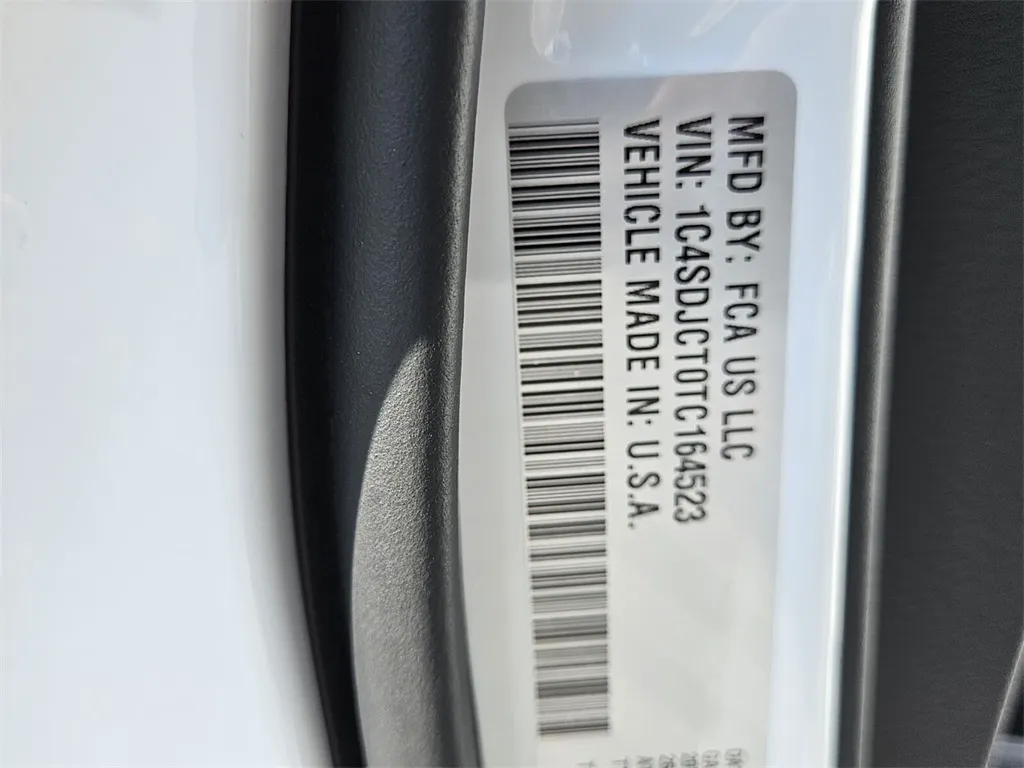 MFD BY: FCA US LLC
VIN: 1C4SDJCT0TC164523
VEHICLE MADE IN: U.S.A.